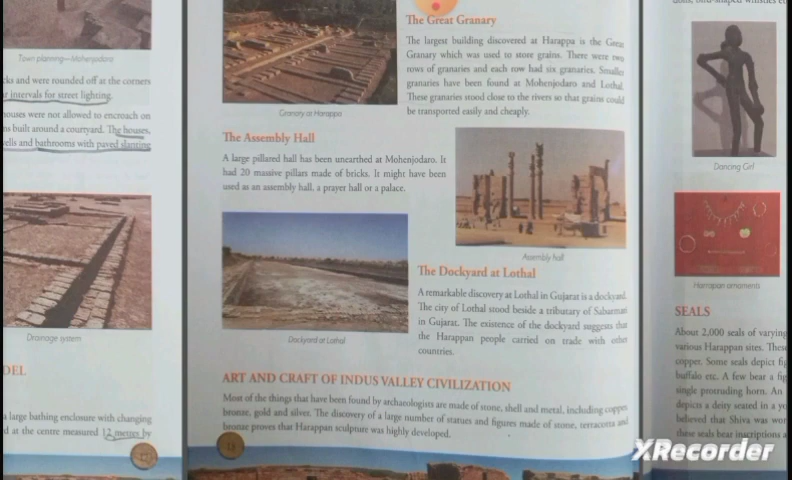 Town planning—Mohenjodaro
cks and were rounded off at the corners
r intervals for street lighting.
houses were not allowed to encroach on
ns built around a courtyard. The houses,
vells and bathrooms with paved slanting
Drainage system
DEL
a large bathing enclosure with changing
d at the centre measured 12 metres by
The Great Granary
The largest building discovered at Harappa is the Great
Granary which was used to store grains. There were two
rows of granaries and each row had six granaries. Smaller
granaries have been found at Mohenjodaro and Lothal.
These granaries stood close to the rivers so that grains could
be transported easily and cheaply.
Granary at Harappa
The Assembly Hall
A large pillared hall has been unearthed at Mohenjodaro. It
had 20 massive pillars made of bricks. It might have been
used as an assembly hall, a prayer hall or a palace.
Assembly hall
Dockyard at Lothal
The Dockyard at Lothal
A remarkable discovery at Lothal in Gujarat is a dockyard.
The city of Lothal stood beside a tributary of Sabarmati
in Gujarat. The existence of the dockyard suggests that
the Harappan people carried on trade with other
countries.
ART AND CRAFT OF INDUS VALLEY CIVILIZATION
Most of the things that have been found by archaeologists are made of stone, shell and metal, including copper,
bronze, gold and silver. The discovery of a large number of statues and figures made of stone, terracotta and
bronze proves that Harappan sculpture was highly developed.
Dancing Girl
Harrapan ornaments
SEALS
About 2,000 seals of varying
various Harappan sites. These
copper. Some seals depict fig
buffalo etc. A few bear a fig
single protruding horn. An
depicts a deity seated in a yo
believed that Shiva was wor
these seals bear inscriptions a
XRecorder